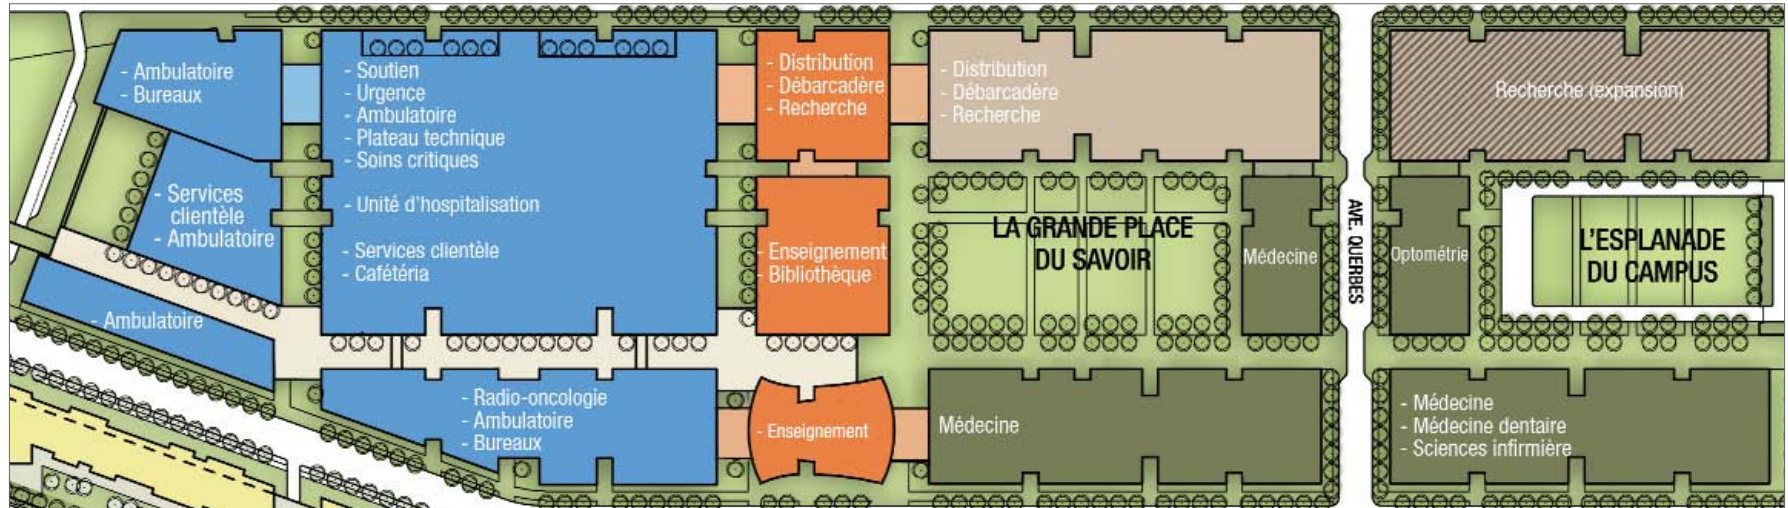 - Ambulatoire
- Bureaux
- Services
clientèle
- Ambulatoire
- Ambulatoire
- Soutien
- Urgence
- Ambulatoire
- Plateau technique
- Soins critiques
- Unité d'hospitalisation
- Services clientèle
- Cafétéria
- Radio-oncologie
- Ambulatoire
- Bureaux
- Distribution
- Débarcadère
- Recherche
- Enseignement
- Bibliothèque
- Enseignement
- Distribution
- Débarcadère
- Recherche
LA GRANDE PLACE
DU SAVOIR
Médecine
Médecine
AVE. QUERBES
Recherche (expansion)
Optométrie
L'ESPLANADE
DU CAMPUS
- Médecine
- Médecine dentaire
- Sciences infirmière